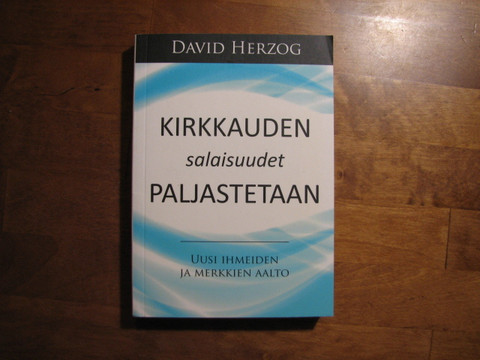 DAVID HERZOG
KIRKKAUDEN
salaisuudet
PALJASTETAAN
UUSI IHMEIDEN
JA MERKKIEN AALTO